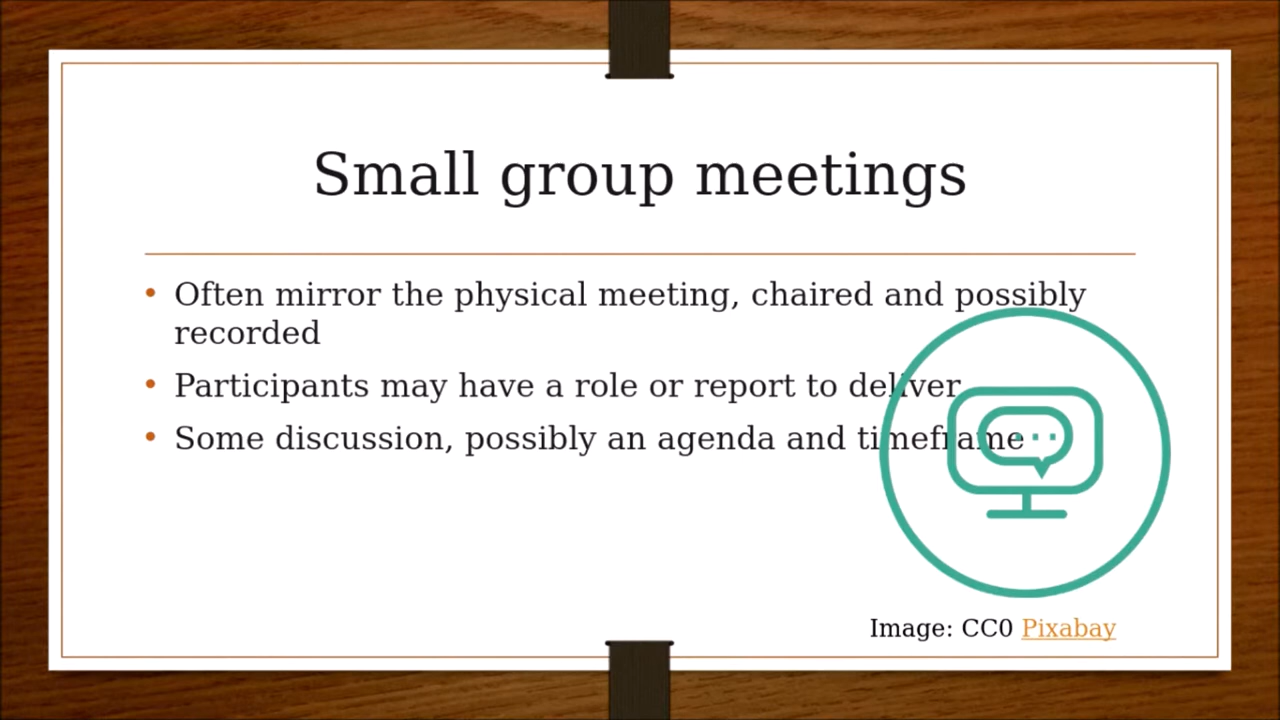 Small group meetings
• Often mirror the physical meeting, chaired and possibly
recorded
• Participants may have a role or report to deliver
• Some discussion, possibly an agenda and timeframe
Image: CC0 Pixabay